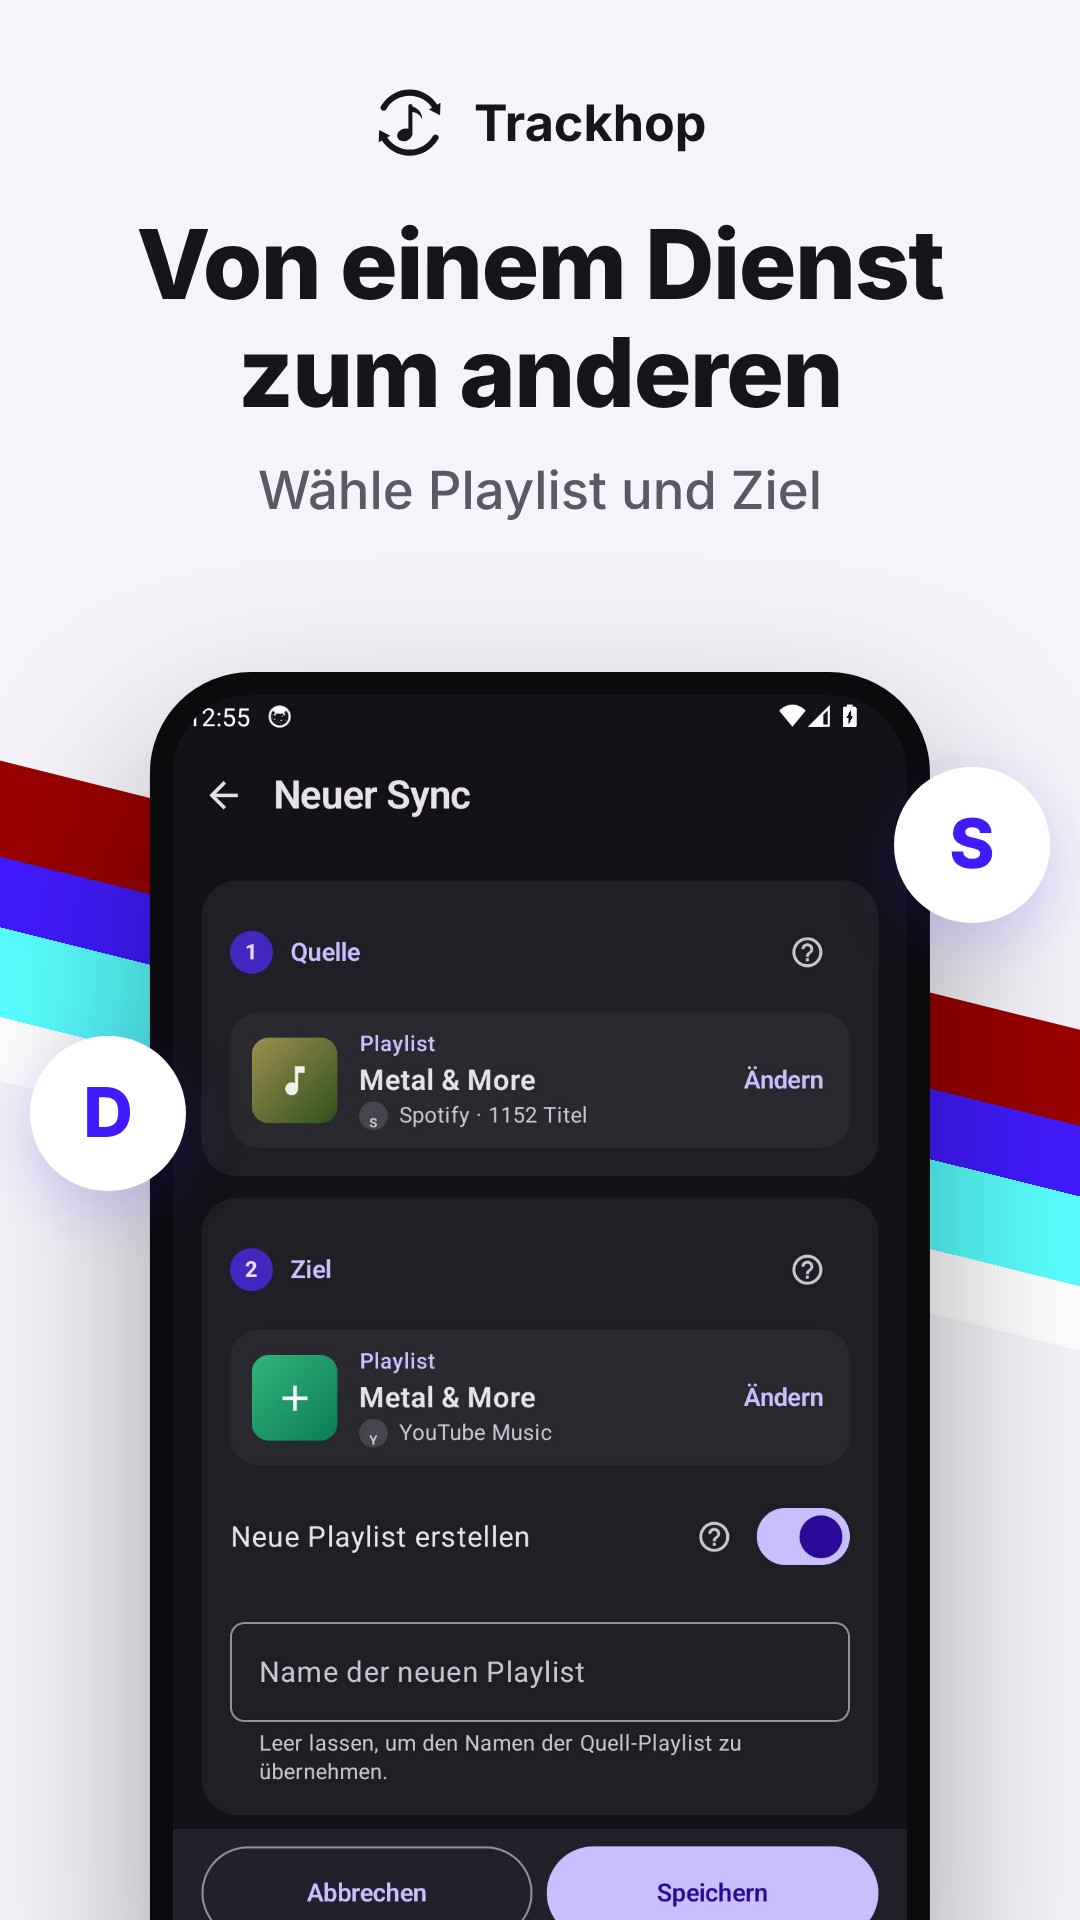 Trackhop
Von einem Dienst
zum anderen
Wähle Playlist und Ziel
12:55
Neuer Sync
S
1 Quelle
Playlist
Metal & More
Ändern
S Spotify · 1152 Titel
D
2 Ziel
Playlist
Metal & More
Ändern
Y YouTube Music
Neue Playlist erstellen
Name der neuen Playlist
Leer lassen, um den Namen der Quell-Playlist zu
übernehmen.
Abbrechen
Speichern